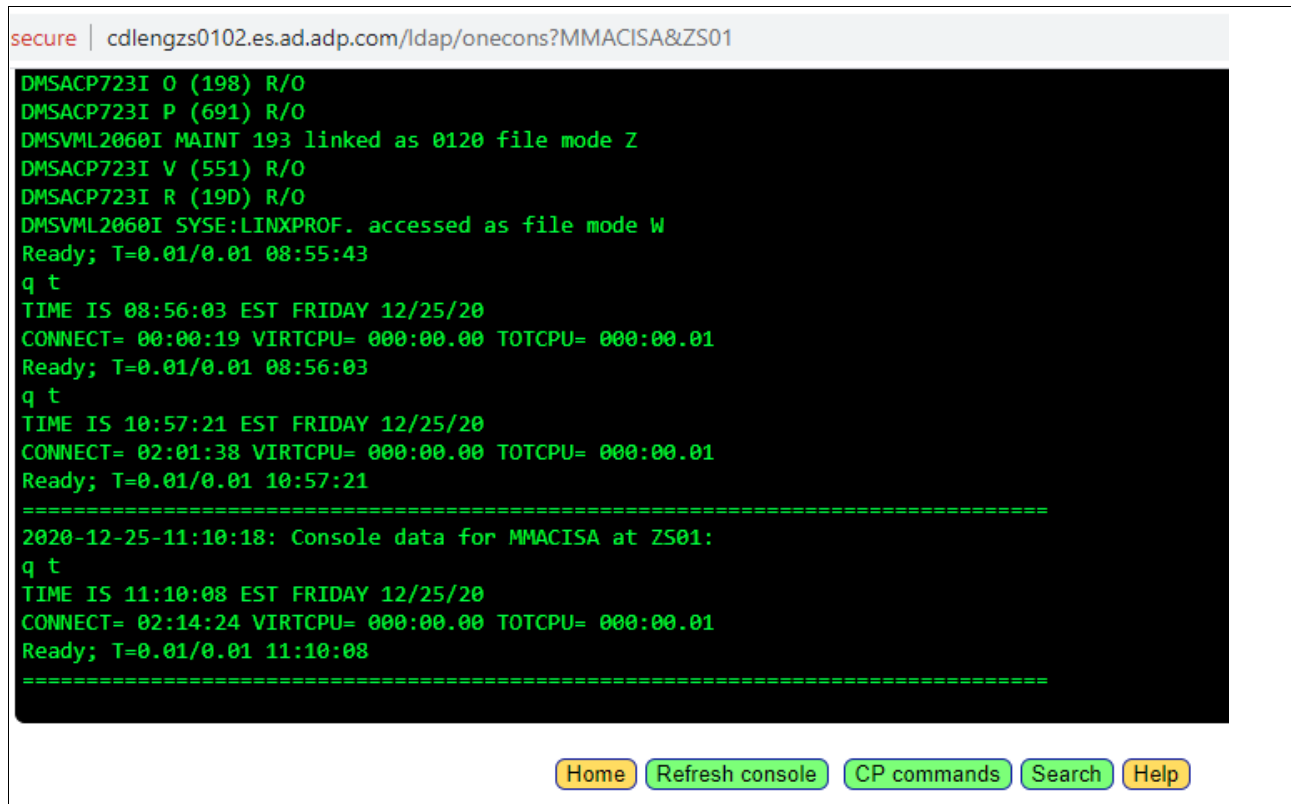 secure | cdlengzs0102.es.ad.adp.com/ldap/onecons?MMACISA&ZS01
DMSACP723I O (198) R/O
DMSACP723I P (691) R/O
DMSVML2060I MAINT 193 linked as 0120 file mode Z
DMSACP723I V (551) R/O
DMSACP723I R (19D) R/O
DMSVML2060I SYSE:LINXPROF. accessed as file mode W
Ready; T=0.01/0.01 08:55:43
q t
TIME IS 08:56:03 EST FRIDAY 12/25/20
CONNECT= 00:00:19 VIRTCPU= 000:00.00 TOTCPU= 000:00.01
Ready; T=0.01/0.01 08:56:03
q t
TIME IS 10:57:21 EST FRIDAY 12/25/20
CONNECT= 02:01:38 VIRTCPU= 000:00.00 TOTCPU= 000:00.01
Ready; T=0.01/0.01 10:57:21
================================================================================
2020-12-25-11:10:18: Console data for MMACISA at ZS01:
q t
TIME IS 11:10:08 EST FRIDAY 12/25/20
CONNECT= 02:14:24 VIRTCPU= 000:00.00 TOTCPU= 000:00.01
Ready; T=0.01/0.01 11:10:08
================================================================================
Home Refresh console CP commands Search Help